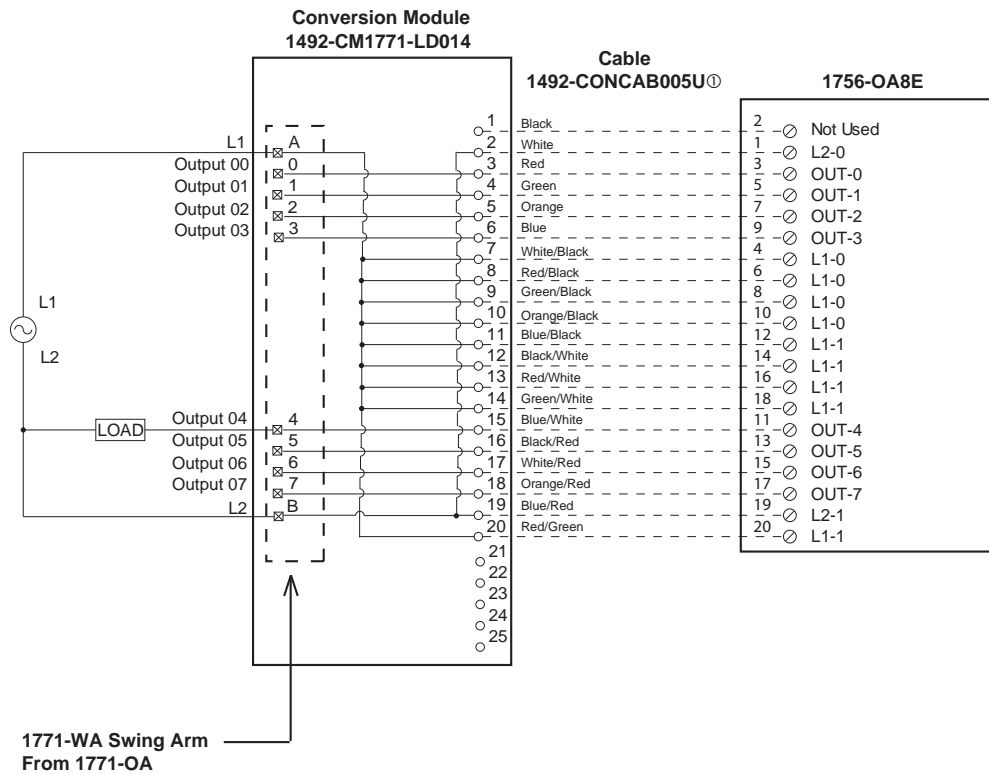 Conversion Module
1492-CM1771-LD014
Cable
1492-CONCAB005U①
1756-OA8E
L1 A
Output 00 0
Output 01 1
Output 02 2
Output 03 3
L1
L2
LOAD
Output 04 4
Output 05 5
Output 06 6
Output 07 7
L2 B
1 Black 2 Not Used
2 White 1 L2-0
3 Red 3 OUT-0
4 Green 5 OUT-1
5 Orange 7 OUT-2
6 Blue 9 OUT-3
7 White/Black 4 L1-0
8 Red/Black 6 L1-0
9 Green/Black 8 L1-0
10 Orange/Black 10 L1-0
11 Blue/Black 12 L1-1
12 Black/White 14 L1-1
13 Red/White 16 L1-1
14 Green/White 18 L1-1
15 Blue/White 11 OUT-4
16 Black/Red 13 OUT-5
17 White/Red 15 OUT-6
18 Orange/Red 17 OUT-7
19 Blue/Red 19 L2-1
20 Red/Green 20 L1-1
21
22
23
24
25
1771-WA Swing Arm
From 1771-OA